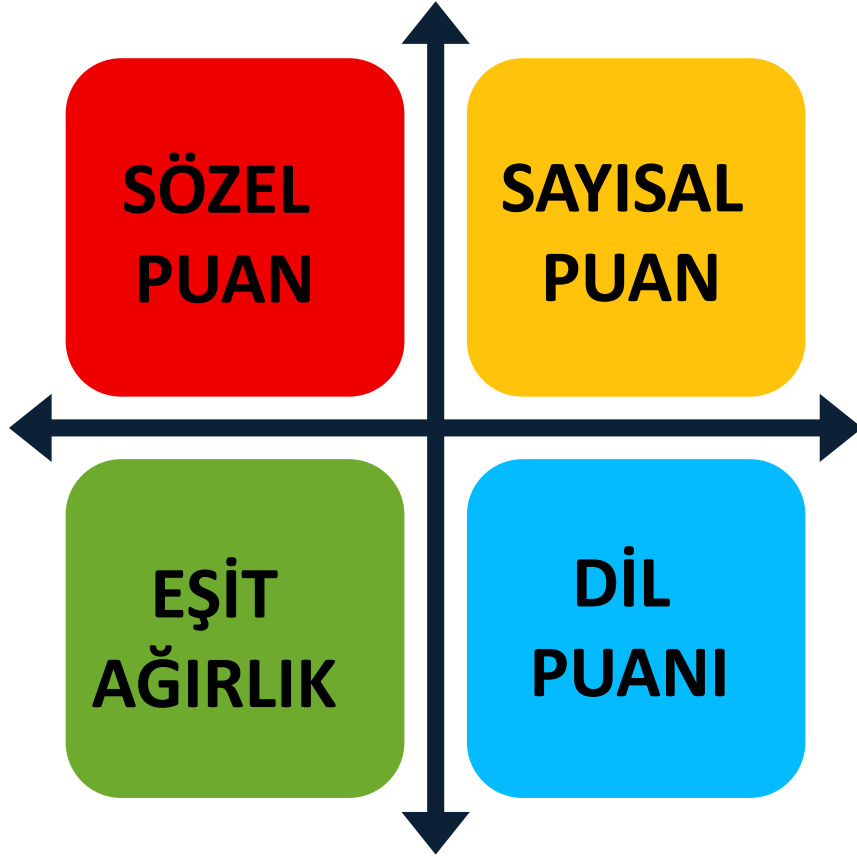 SÖZEL
PUAN
SAYISAL
PUAN
EŞİT
AĞIRLIK
DİL
PUANI